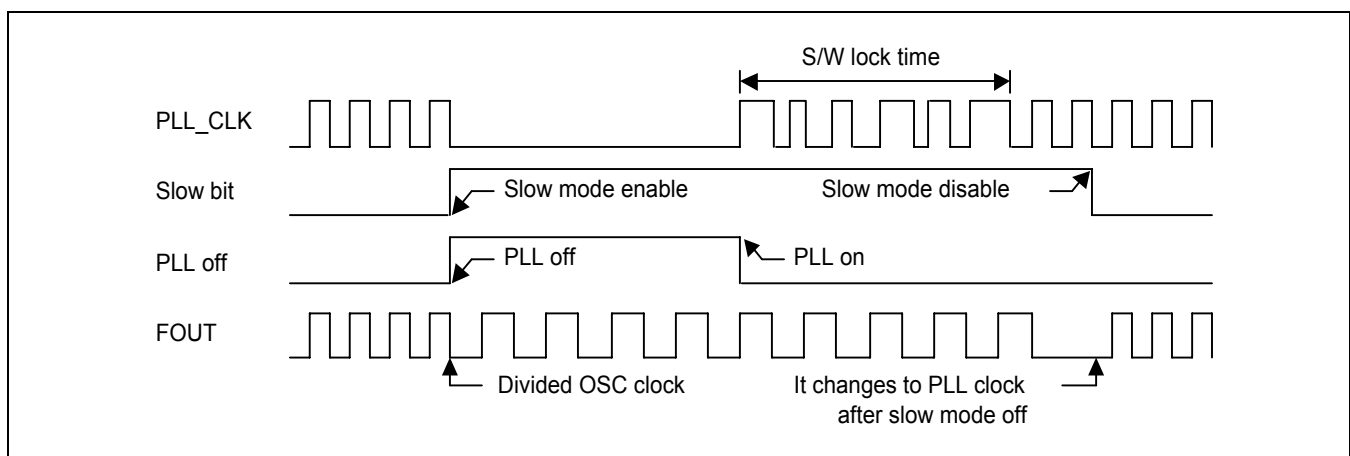 S/W lock time
PLL_CLK
Slow bit
Slow mode enable
Slow mode disable
PLL off
PLL off
PLL on
FOUT
Divided OSC clock
It changes to PLL clock
after slow mode off